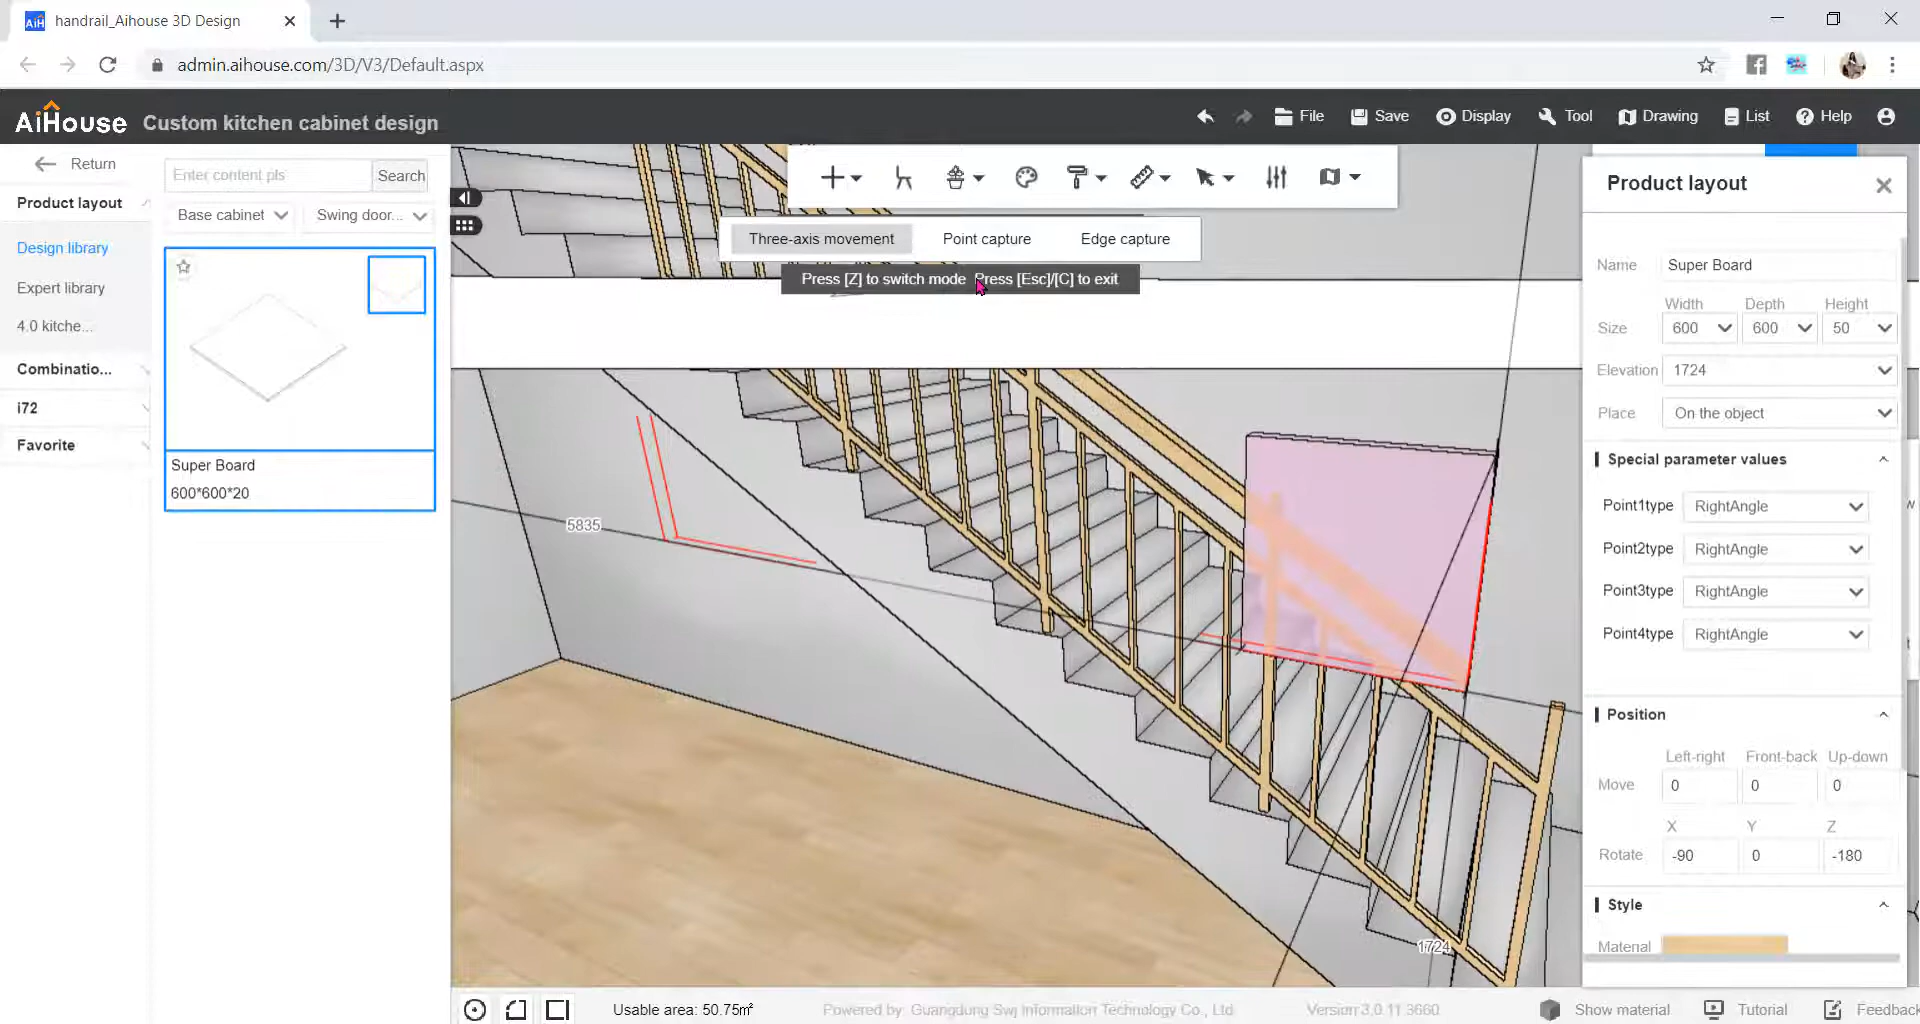 handrail_Aihouse 3D Design
admin.aihouse.com/3D/V3/Default.aspx
AiHouse Custom kitchen cabinet design
File Save Display Tool Drawing List Help
Return
Product layout
Design library
Expert library
4.0 kitche...
Combinatio...
i72
Favorite
Enter content pls Search
Base cabinet Swing door...
Super Board
600*600*20
Three-axis movement Point capture Edge capture
Press [Z] to switch mode Press [Esc]/[C] to exit
5835
1724
Product layout
Name Super Board
Width Depth Height
Size 600 600 50
Elevation 1724
Place On the object
Special parameter values
Point1type RightAngle
Point2type RightAngle
Point3type RightAngle
Point4type RightAngle
Position
Left-right Front-back Up-down
Move 0 0 0
X Y Z
Rotate -90 0 -180
Style
Material
Usable area: 50.75m² Powered by: Guangdong Swj Information Technology Co., Ltd Version:3.0.11.3660 Show material Tutorial Feedback